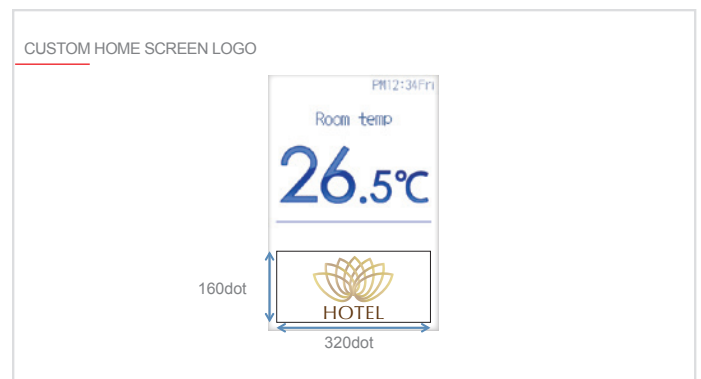 CUSTOM HOME SCREEN LOGO
PM12:34Fri
Room temp
26.5℃
160dot
HOTEL
320dot